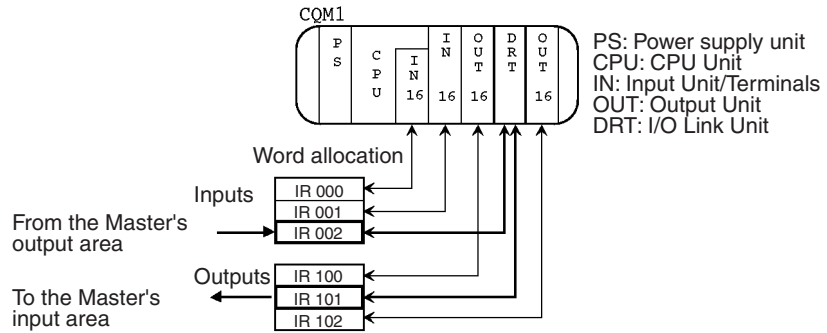 CQM1
PS
CPU
IN
16
IN
16
OUT
16
DRT
OUT
16
PS: Power supply unit
CPU: CPU Unit
IN: Input Unit/Terminals
OUT: Output Unit
DRT: I/O Link Unit
Word allocation
Inputs
IR 000
IR 001
IR 002
From the Master's
output area
Outputs
IR 100
IR 101
IR 102
To the Master's
input area